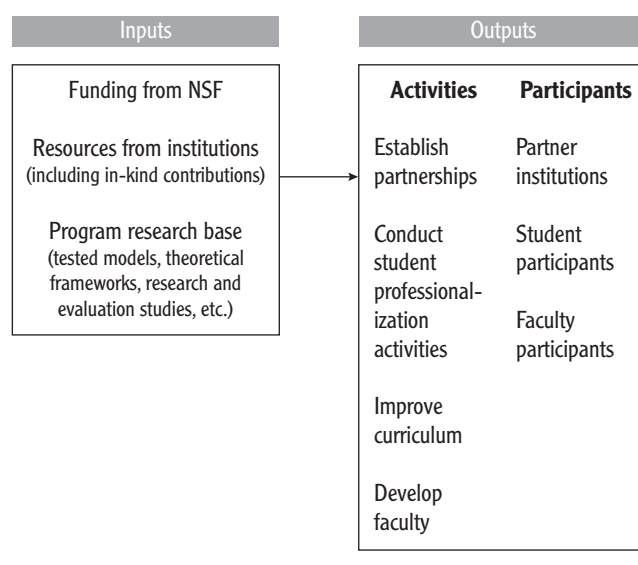 Inputs
Funding from NSF
Resources from institutions
(including in-kind contributions)
Program research base
(tested models, theoretical
frameworks, research and
evaluation studies, etc.)
Outputs
Activities
Establish
partnerships
Conduct
student
professional-
ization
activities
Improve
curriculum
Develop
faculty
Participants
Partner
institutions
Student
participants
Faculty
participants